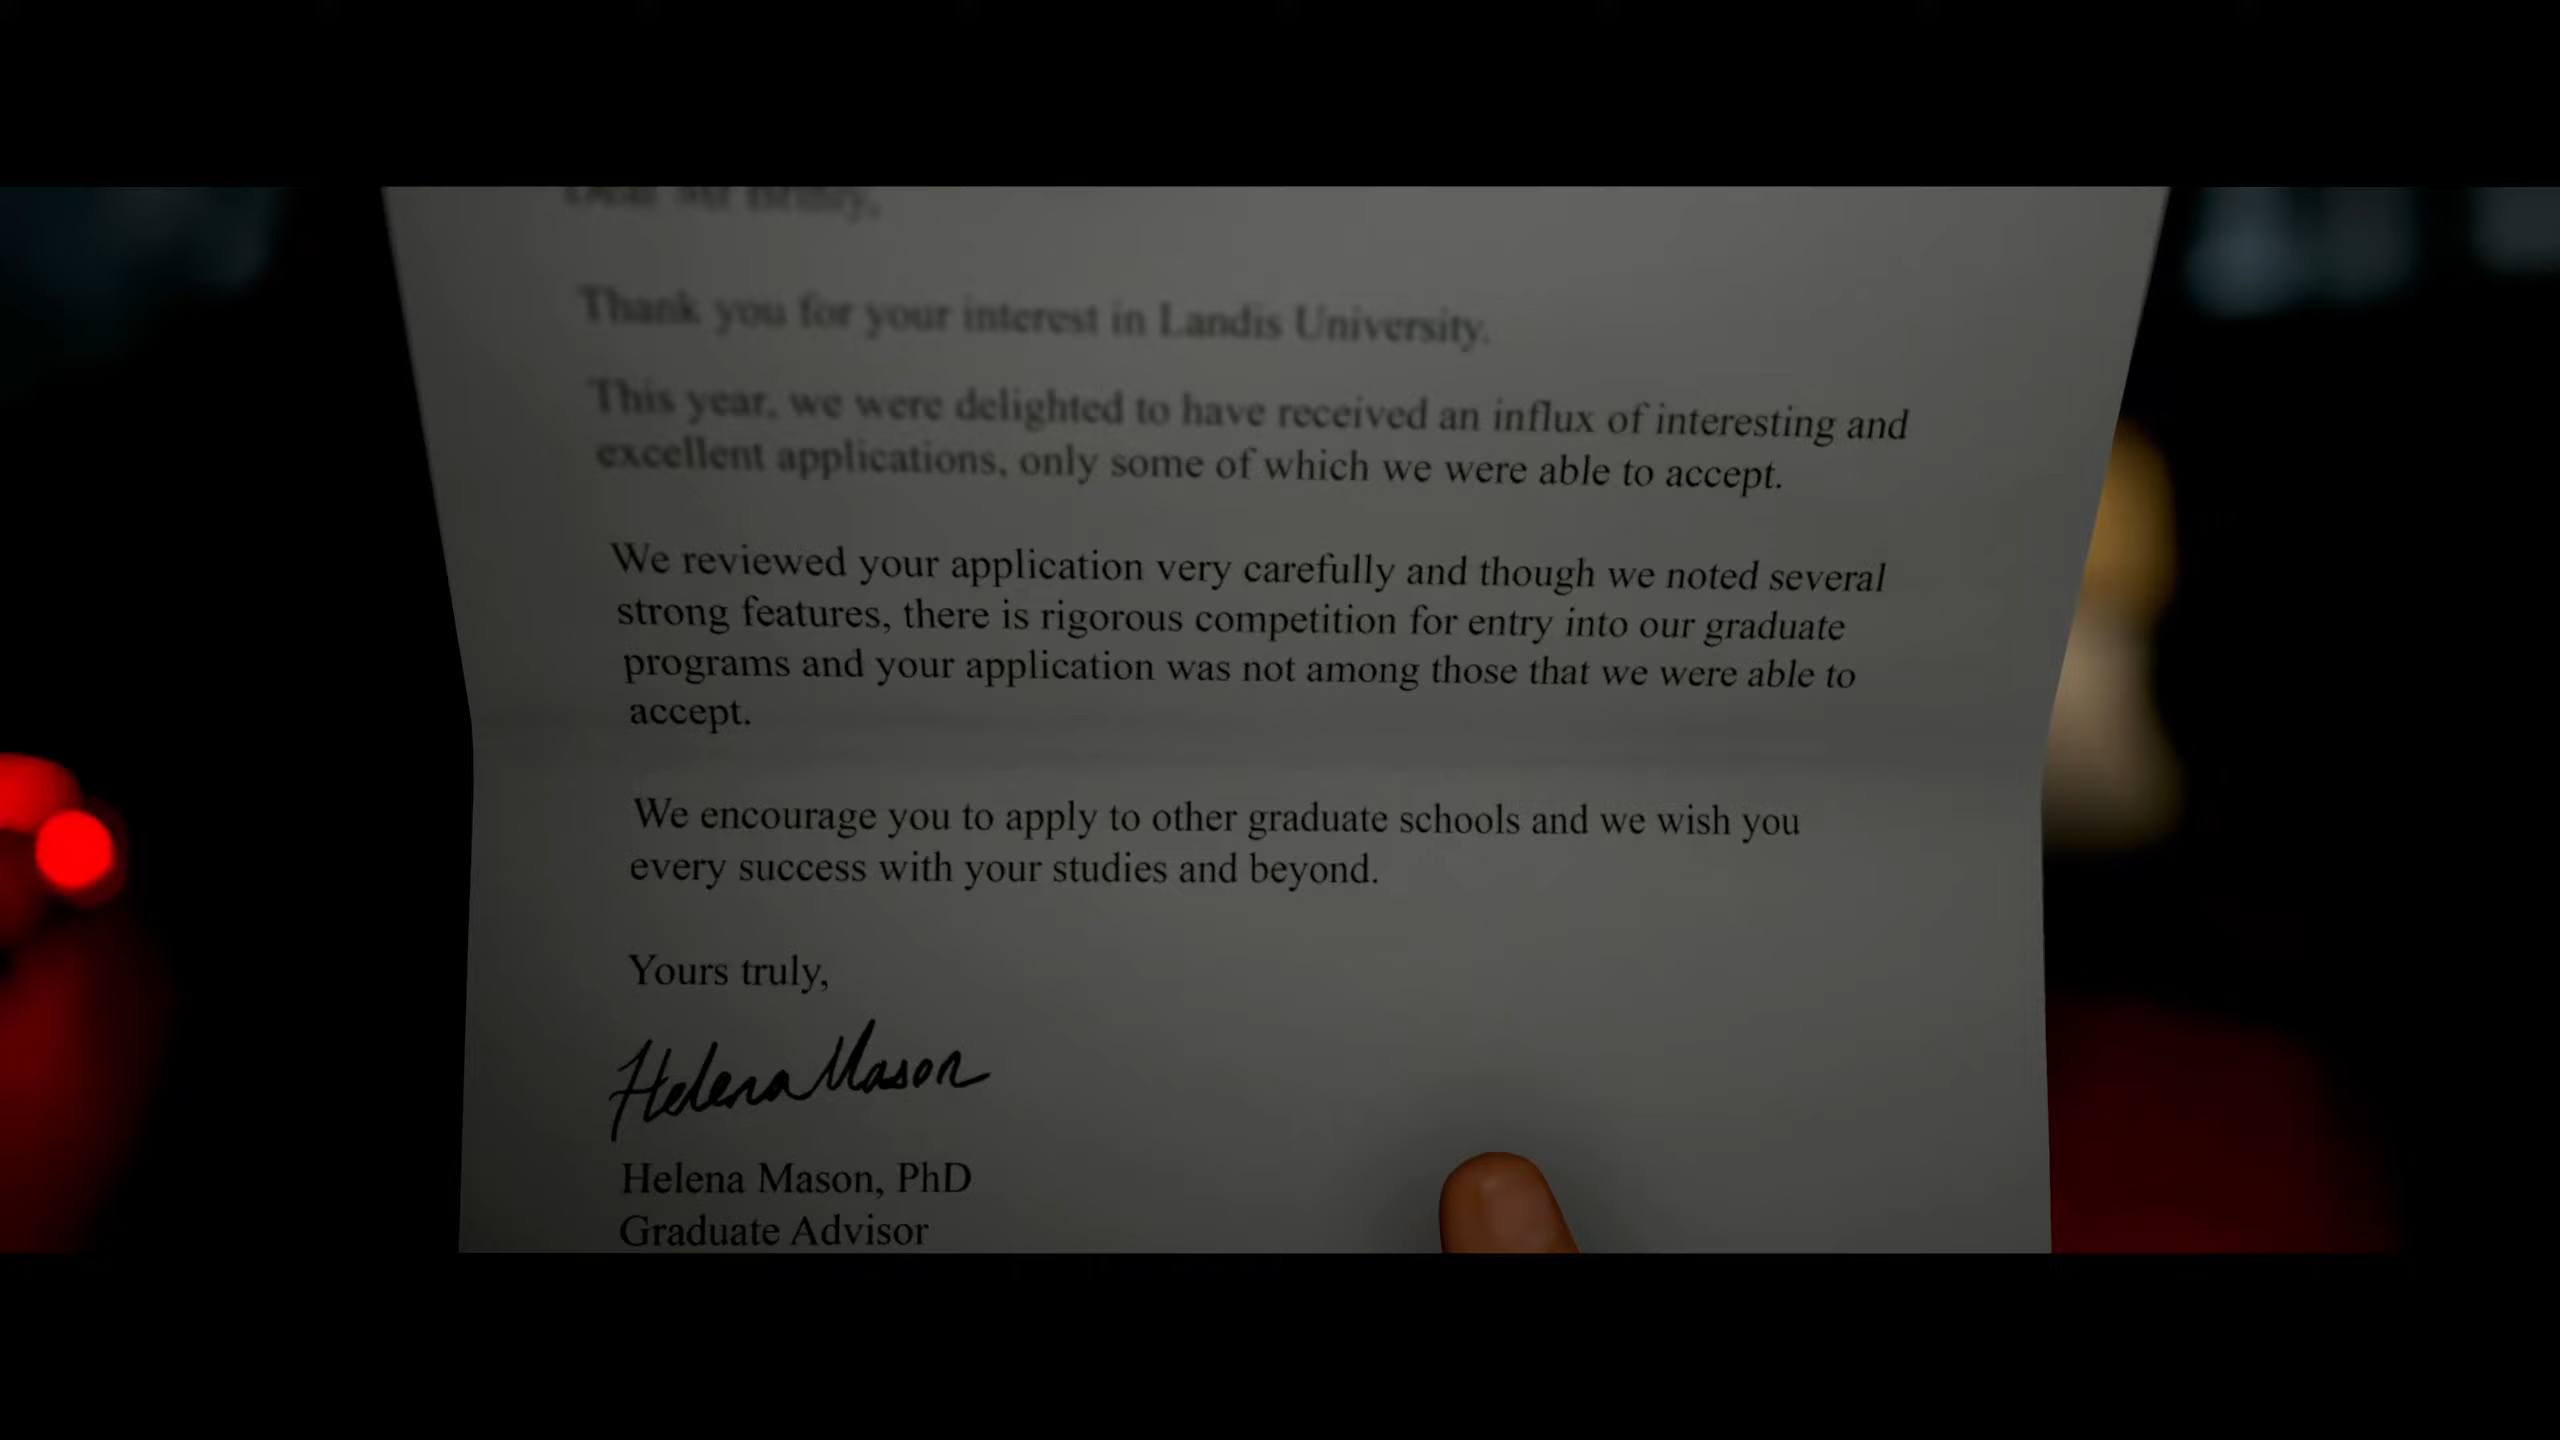 Dear Mr
Thank you for your interest in Landis University.
This year, we were delighted to have received an influx of interesting and
excellent applications, only some of which we were able to accept.
We reviewed your application very carefully and though we noted several
strong features, there is rigorous competition for entry into our graduate
programs and your application was not among those that we were able to
accept.
We encourage you to apply to other graduate schools and we wish you
every success with your studies and beyond.
Yours truly,
Helena Mason
Helena Mason, PhD
Graduate Advisor